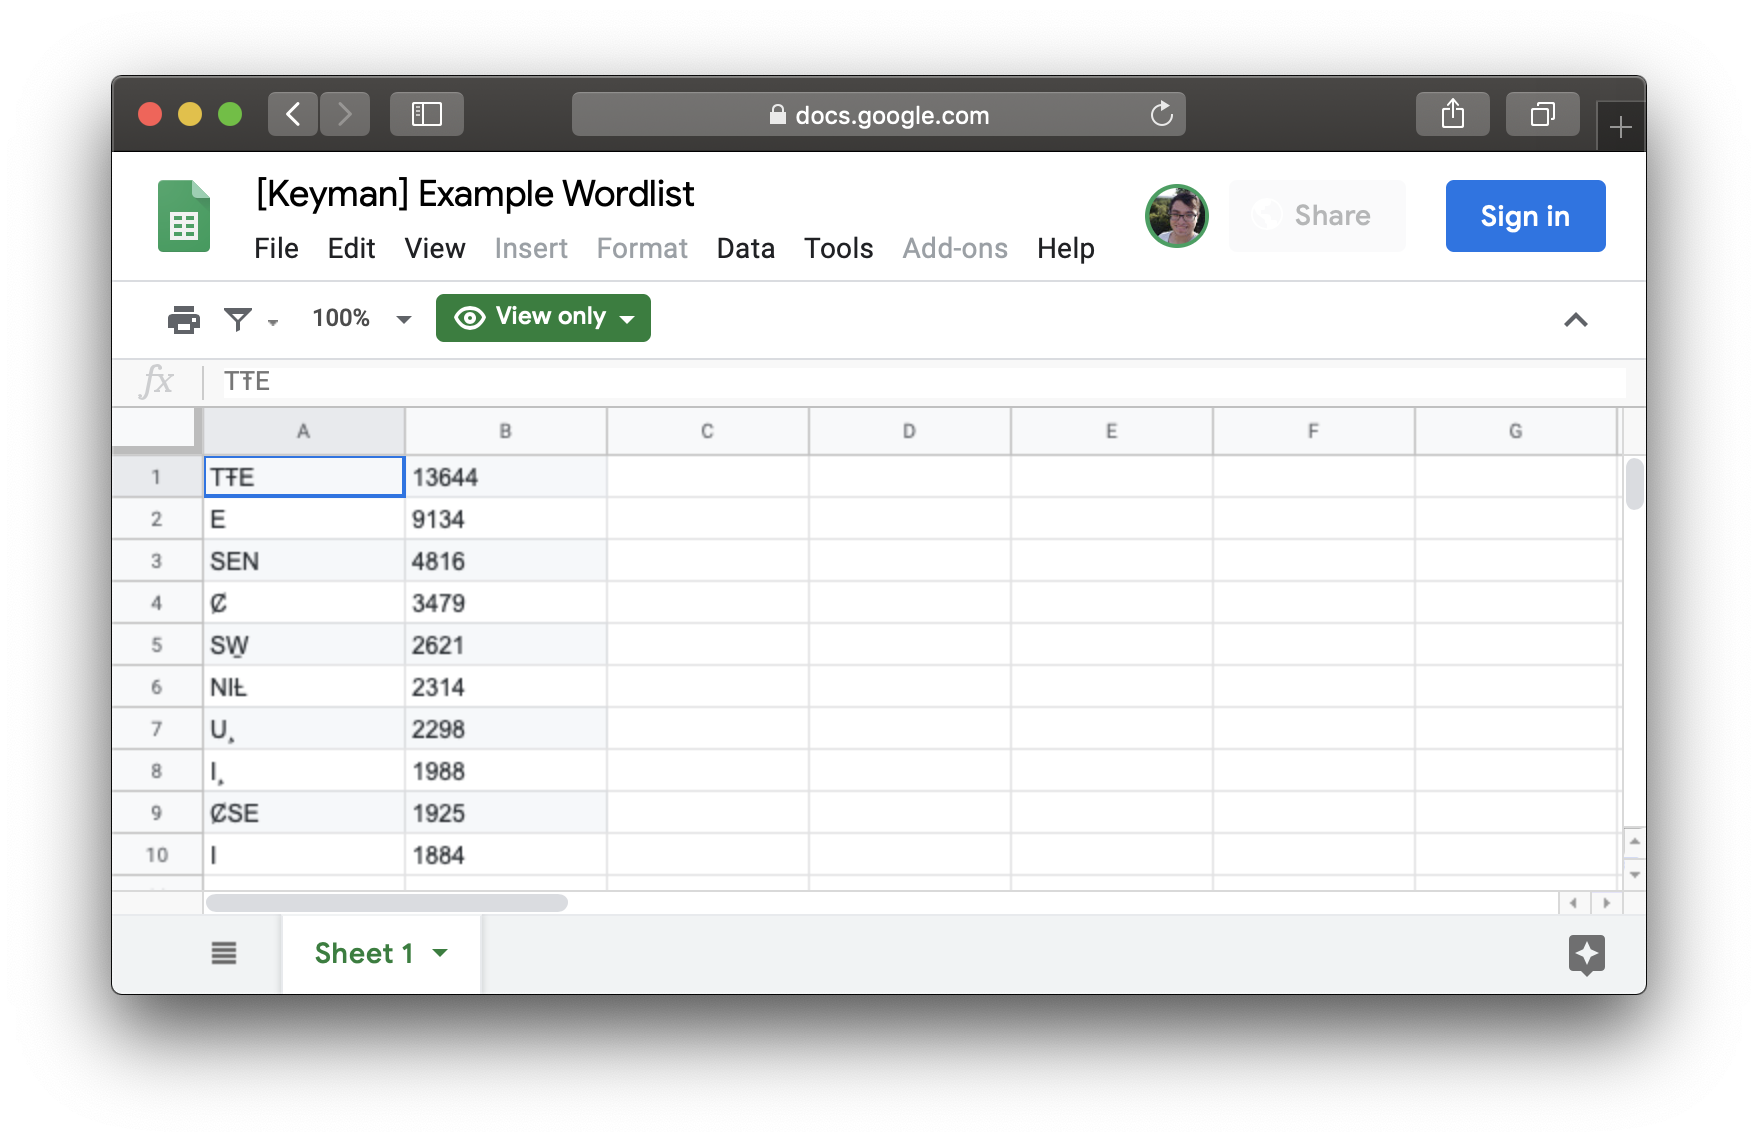 docs.google.com
[Keyman] Example Wordlist
File Edit View Insert Format Data Tools Add-ons Help
Share
Sign in
100%
View only
fx TŦE
A B C D E F G
1 TŦE 13644
2 E 9134
3 SEN 4816
4 Ȼ 3479
5 SW̱ 2621
6 NIȽ 2314
7 U¸ 2298
8 I¸ 1988
9 ȻSE 1925
10 I 1884
Sheet 1